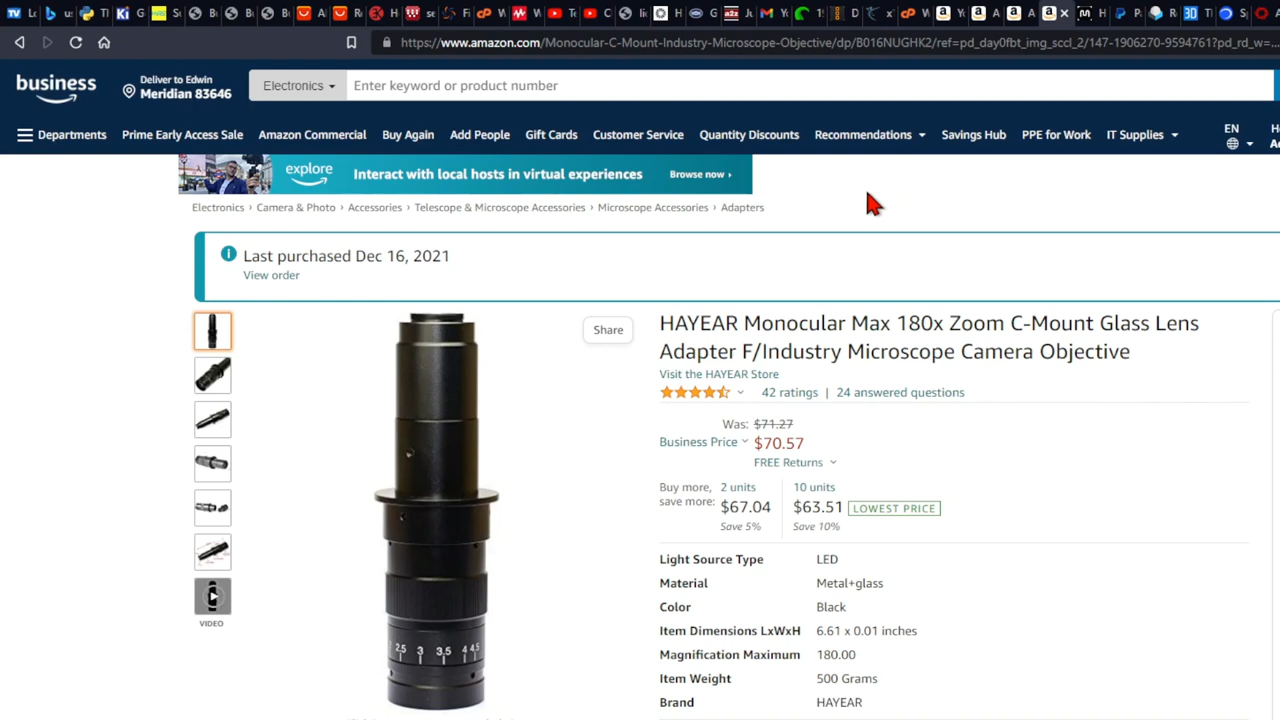 https://www.amazon.com/Monocular-C-Mount-Industry-Microscope-Objective/dp/B016NUGHK2/ref=pd_day0fbt_img_sccl_2/147-1906270-9594761?pd_rd_w=...
business
Deliver to Edwin
Meridian 83646
Electronics
Enter keyword or product number
EN
Departments
Prime Early Access Sale
Amazon Commercial
Buy Again
Add People
Gift Cards
Customer Service
Quantity Discounts
Recommendations
Savings Hub
PPE for Work
IT Supplies
explore
Interact with local hosts in virtual experiences
Browse now ›
Electronics › Camera & Photo › Accessories › Telescope & Microscope Accessories › Microscope Accessories › Adapters
Last purchased Dec 16, 2021
View order
Share
HAYEAR Monocular Max 180x Zoom C-Mount Glass Lens
Adapter F/Industry Microscope Camera Objective
Visit the HAYEAR Store
42 ratings | 24 answered questions
Was: $71.27
Business Price $70.57
FREE Returns
Buy more,
save more:
2 units
$67.04
Save 5%
10 units
$63.51 LOWEST PRICE
Save 10%
Light Source Type LED
Material Metal+glass
Color Black
Item Dimensions LxWxH 6.61 x 0.01 inches
Magnification Maximum 180.00
Item Weight 500 Grams
Brand HAYEAR
2.5 3 3.5 4 4.5
VIDEO